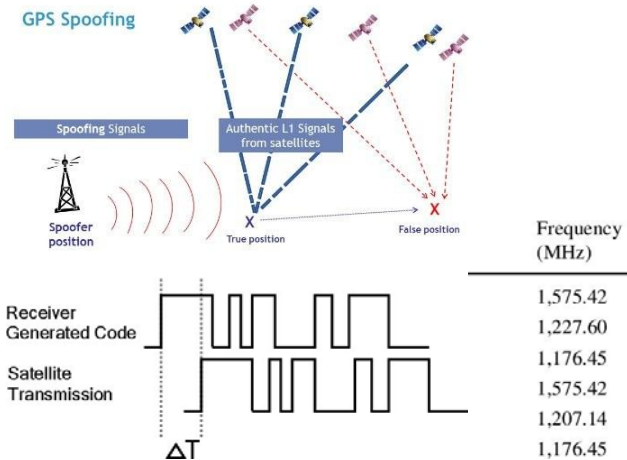 GPS Spoofing
Spoofing Signals
Authentic L1 Signals
from satellites
Spoofer
position
X
True position
X
False position
Frequency
(MHz)
1,575.42
1,227.60
1,176.45
1,575.42
1,207.14
1,176.45
Receiver
Generated Code
Satellite
Transmission
ΔT